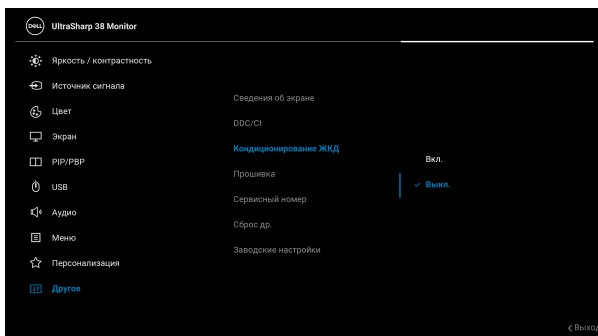 DELL UltraSharp 38 Monitor
Яркость / контрастность
Источник сигнала
Цвет
Экран
PIP/PBP
USB
Аудио
Меню
Персонализация
Другое
Сведения об экране
DDC/CI
Кондиционирование ЖКД
Прошивка
Сервисный номер
Сброс др.
Заводские настройки
Вкл.
Выкл.
Выход